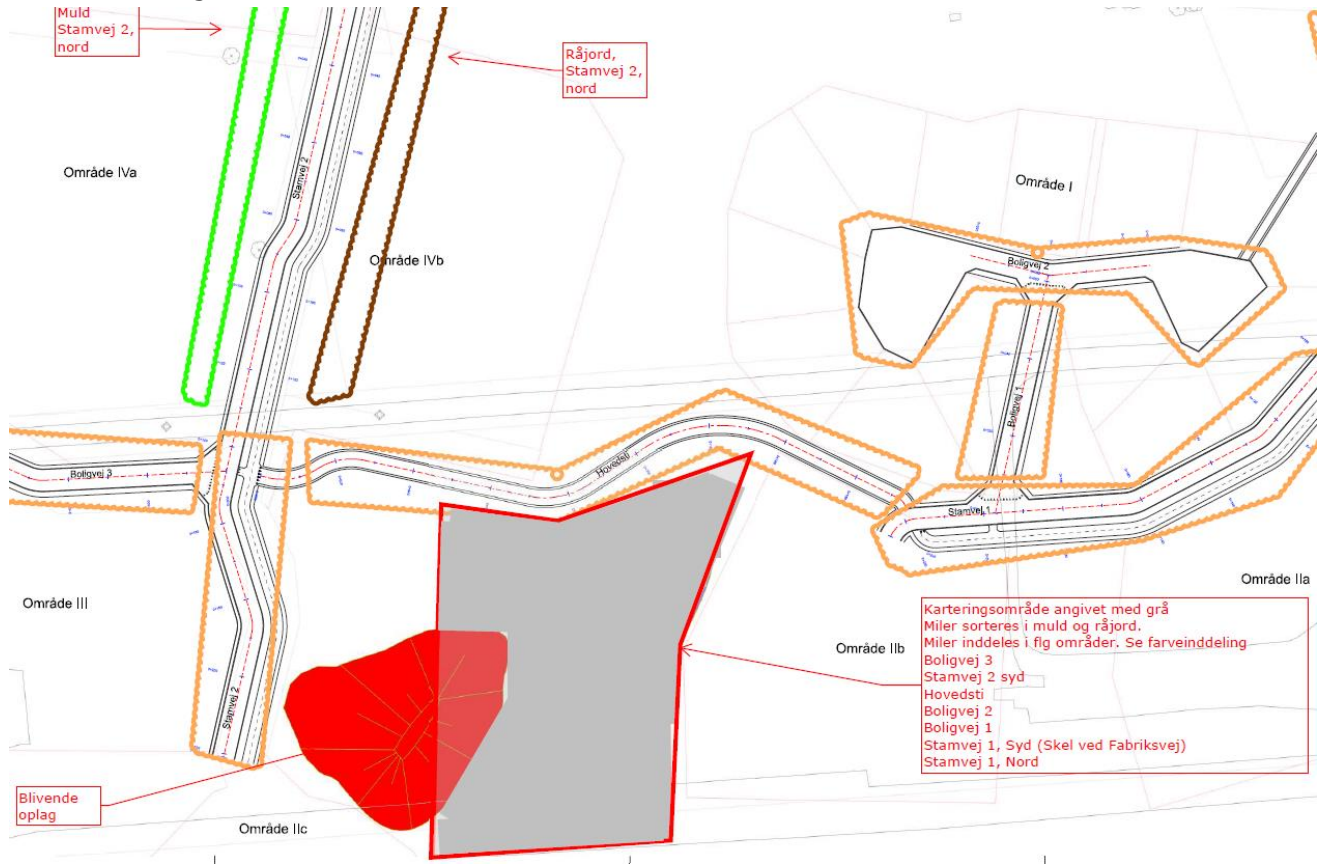 Muld
Stamvej 2,
nord
Råjord,
Stamvej 2,
nord
Område IVa
Stamvej 2
Område I
Område IVb
Boligvej 2
Boligvej 1
Boligvej 3
Hovedsti
Stamvej 1
Område III
Område IIa
Område IIb
Karteringsområde angivet med grå
Miler sorteres i muld og råjord.
Miler inddeles i flg områder. Se farveinddeling
Boligvej 3
Stamvej 2 syd
Hovedsti
Boligvej 2
Boligvej 1
Stamvej 1, Syd (Skel ved Fabriksvej)
Stamvej 1, Nord
Stamvej 2
Blivende
oplag
Område IIc